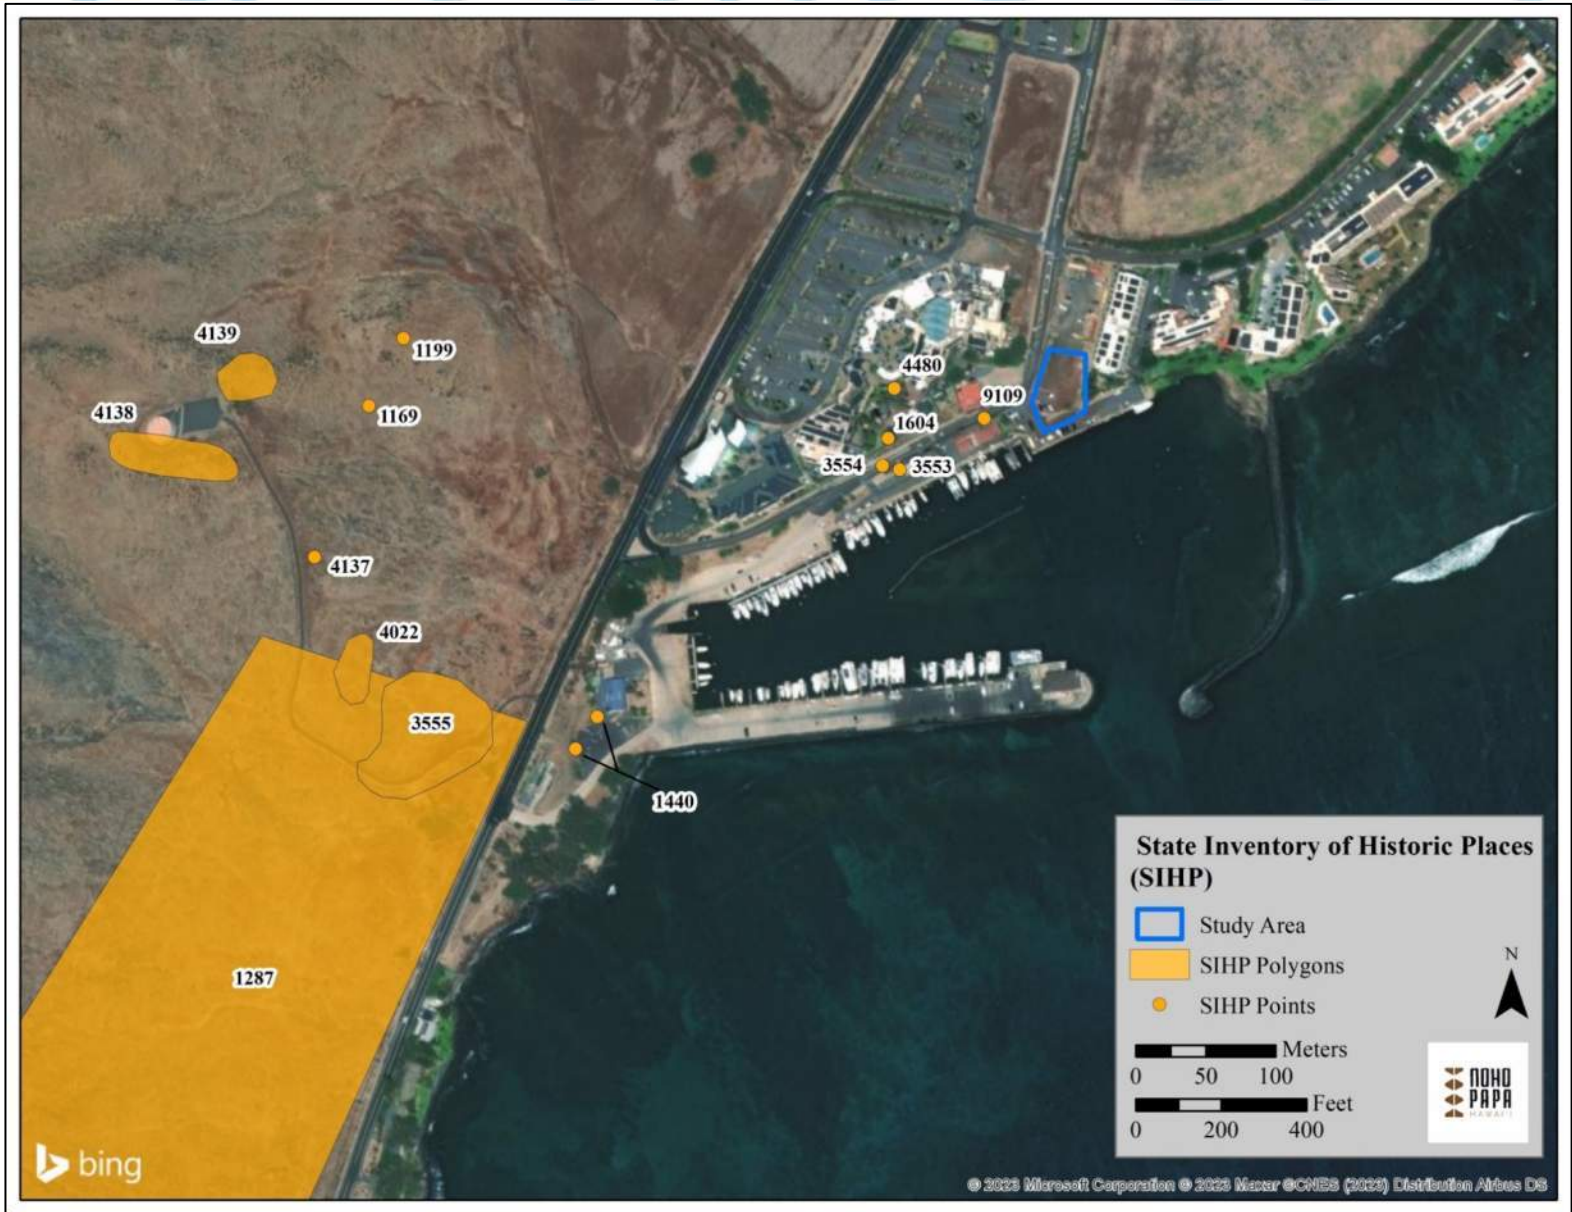 4139
1199
4138
1169
4480
9109
1604
3554
3553
4137
4022
3555
1440
1287
State Inventory of Historic Places
(SIHP)
Study Area
SIHP Polygons
SIHP Points
N
Meters
0 50 100
Feet
0 200 400
NOHO
PAPA
HAWAI'I
bing
© 2023 Microsoft Corporation © 2023 Maxar ©CNES (2023) Distribution Airbus DS